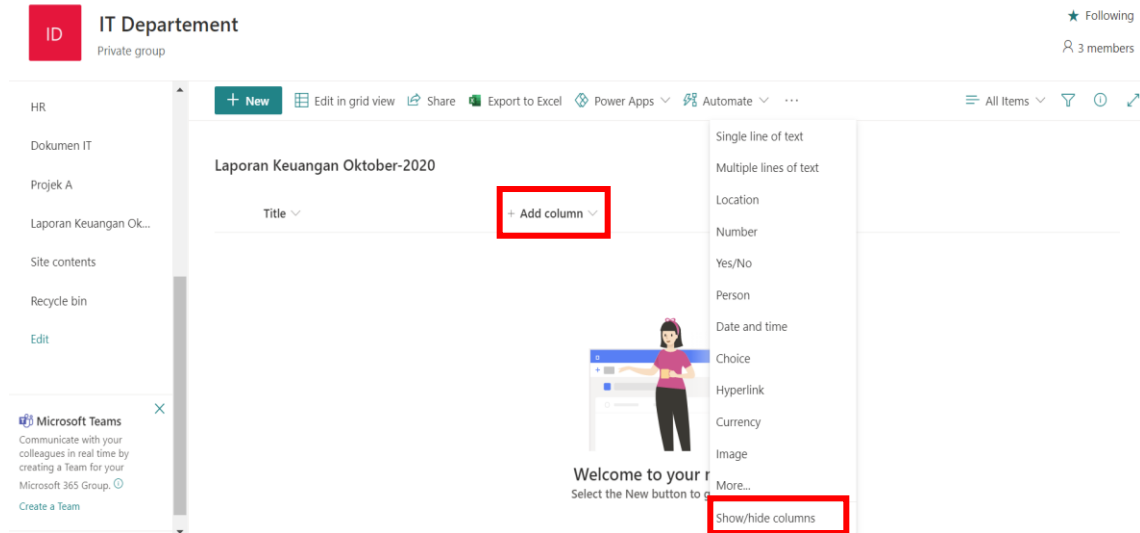 ID
IT Departement
Private group
Following
3 members
HR
Dokumen IT
Projek A
Laporan Keuangan Ok...
Site contents
Recycle bin
Edit
Microsoft Teams
Communicate with your
colleagues in real time by
creating a Team for your
Microsoft 365 Group.
Create a Team
+ New Edit in grid view Share Export to Excel Power Apps Automate ... All Items
Laporan Keuangan Oktober-2020
Title + Add column
Single line of text
Multiple lines of text
Location
Number
Yes/No
Person
Date and time
Choice
Hyperlink
Currency
Image
More...
Show/hide columns
Welcome to your
Select the New button to